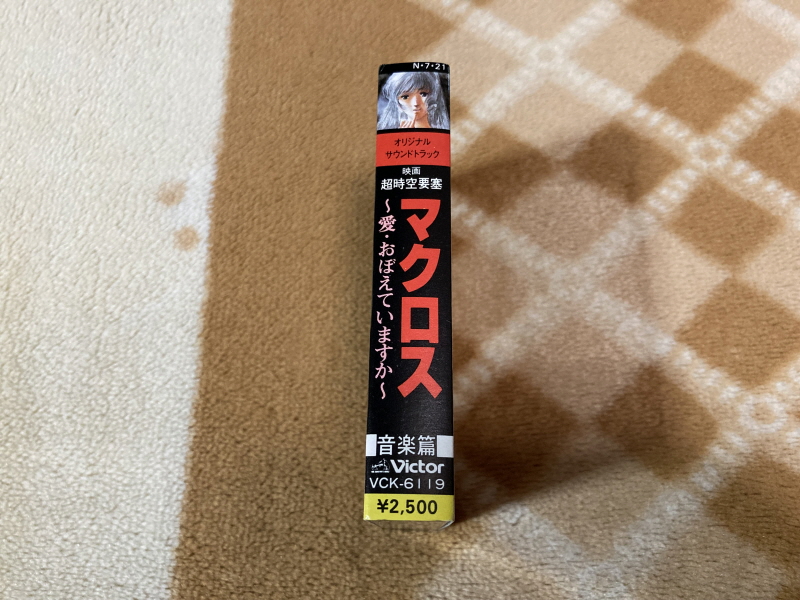 N・7・21
オリジナル
サウンドトラック
映画
超時空要塞
マクロス
〜愛・おぼえていますか〜
音楽篇
Victor
VCK-6119
¥2,500